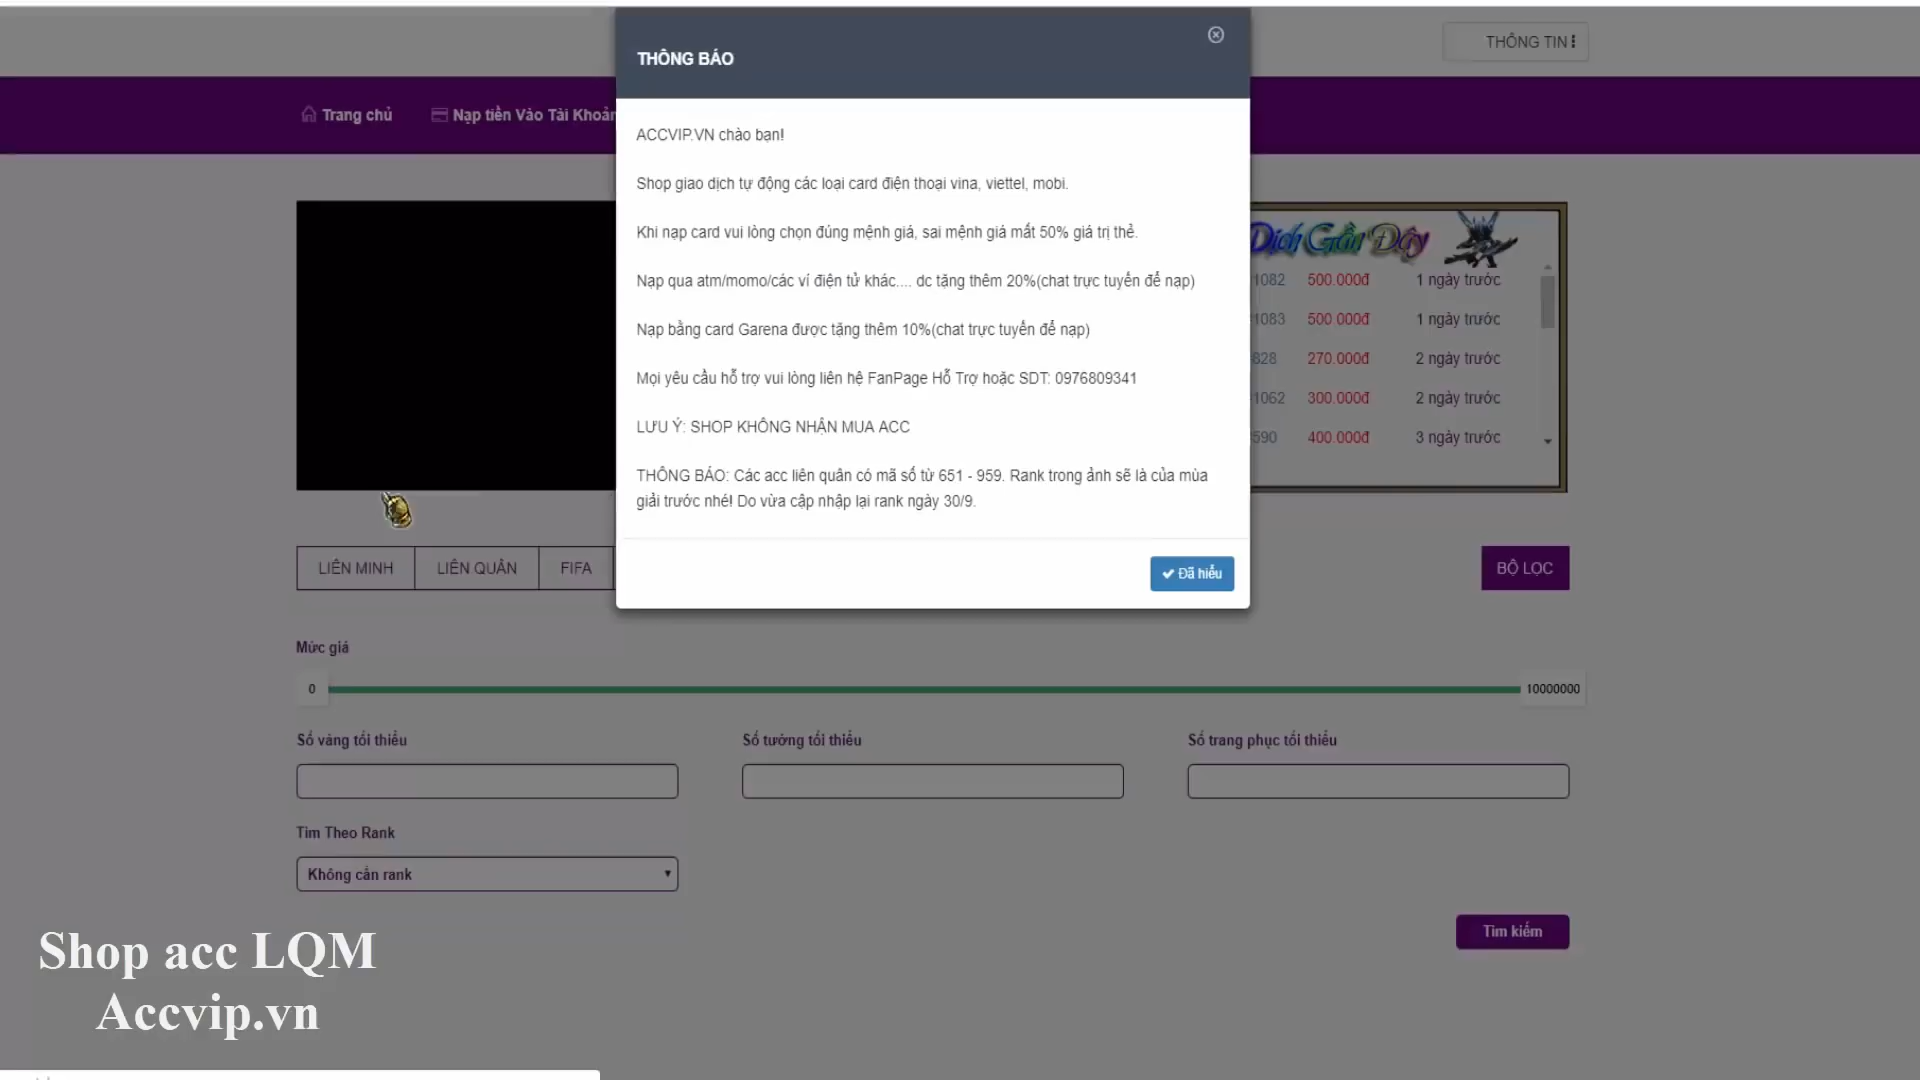 THÔNG BÁO
THÔNG TIN
Trang chủ
Nạp tiền Vào Tài Khoản
ACCVIP.VN chào bạn!
Shop giao dịch tự động các loại card điện thoại vina, viettel, mobi.
Khi nạp card vui lòng chọn đúng mệnh giá, sai mệnh giá mất 50% giá trị thẻ.
Nạp qua atm/momo/các ví điện tử khác.... dc tặng thêm 20%(chat trực tuyến để nạp)
Nạp bằng card Garena được tặng thêm 10%(chat trực tuyến để nạp)
Mọi yêu cầu hỗ trợ vui lòng liên hệ FanPage Hỗ Trợ hoặc SDT: 0976809341
LƯU Ý: SHOP KHÔNG NHẬN MUA ACC
THÔNG BÁO: Các acc liên quân có mã số từ 651 - 959. Rank trong ảnh sẽ là của mùa
giải trước nhé! Do vừa cập nhập lại rank ngày 30/9.
Đã hiểu
Dịch Gần Đây
1082 500.000đ 1 ngày trước
1083 500.000đ 1 ngày trước
828 270.000đ 2 ngày trước
1062 300.000đ 2 ngày trước
590 400.000đ 3 ngày trước
LIÊN MINH LIÊN QUÂN FIFA
BỘ LỌC
Mức giá
0 10000000
Số vàng tối thiểu Số tướng tối thiểu Số trang phục tối thiểu
Tìm Theo Rank
Không cần rank
Tìm kiếm
Shop acc LQM
Accvip.vn